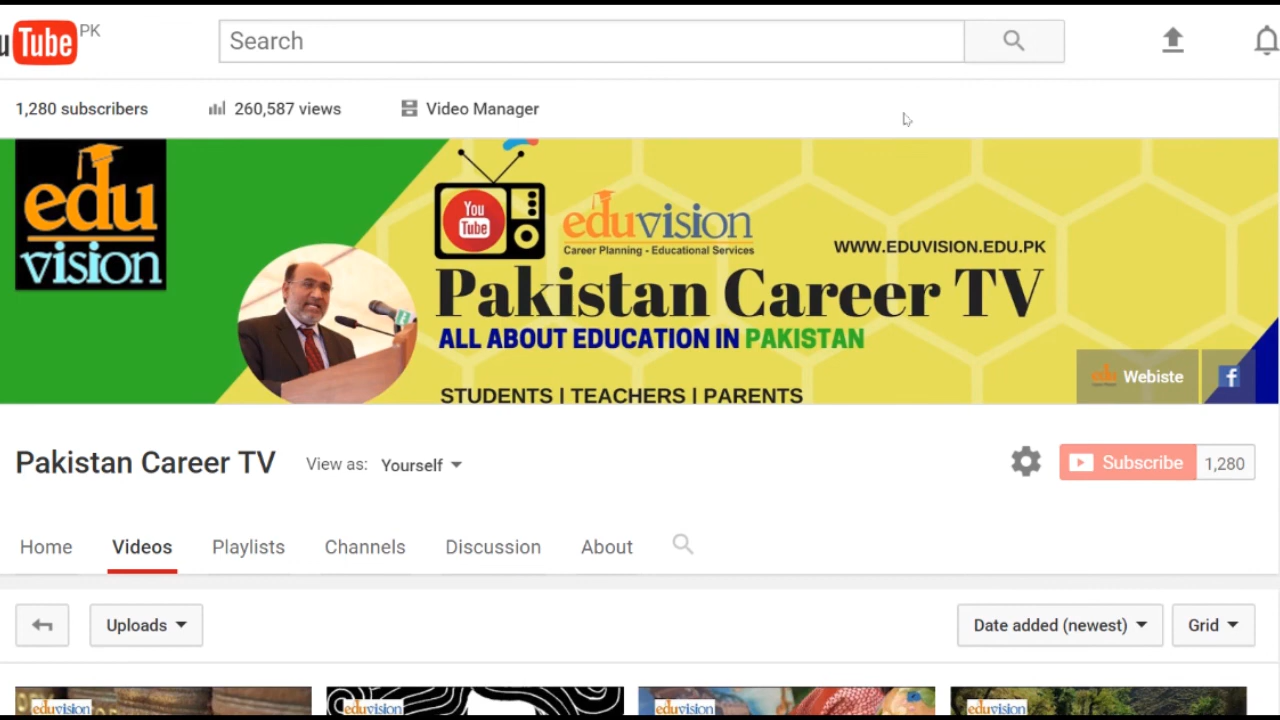 Tube PK
Search
1,280 subscribers
260,587 views
Video Manager
edu
vision
You
Tube
eduvision
Career Planning - Educational Services
WWW.EDUVISION.EDU.PK
Pakistan Career TV
ALL ABOUT EDUCATION IN PAKISTAN
STUDENTS | TEACHERS | PARENTS
edu
Webiste
f
Pakistan Career TV
View as: Yourself
Subscribe 1,280
Home Videos Playlists Channels Discussion About
Uploads
Date added (newest)
Grid
eduvision
eduvision
eduvision
eduvision